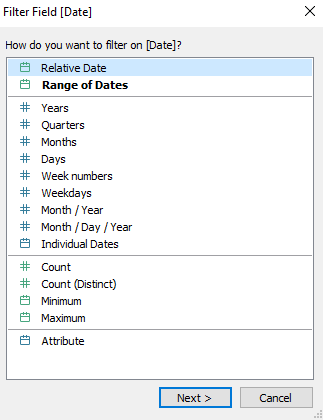 Filter Field [Date]
How do you want to filter on [Date]?
Relative Date
Range of Dates
Years
Quarters
Months
Days
Week numbers
Weekdays
Month / Year
Month / Day / Year
Individual Dates
Count
Count (Distinct)
Minimum
Maximum
Attribute
Next >
Cancel